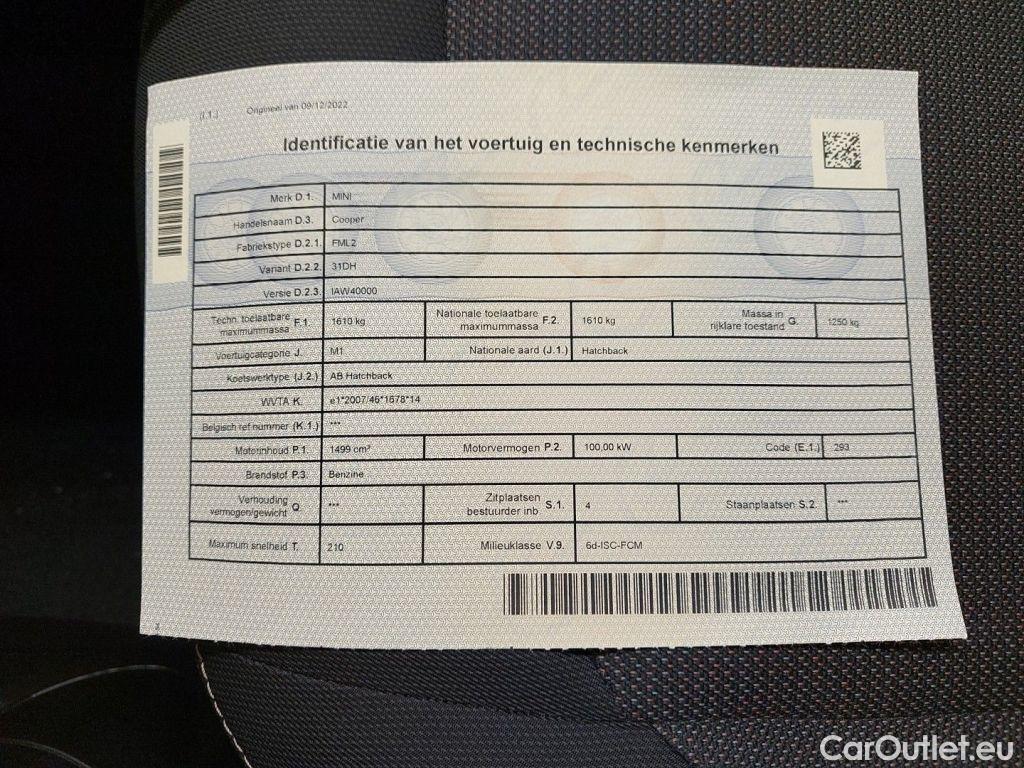 (I.1.) Origineel van 09/12/2022
Identificatie van het voertuig en technische kenmerken
Merk D.1. MINI
Handelsnaam D.3. Cooper
Fabriekstype D.2.1. FML2
Variant D.2.2. 31DH
Versie D.2.3. IAW40000
Techn. toelaatbare maximummassa F.1. 1610 kg Nationale toelaatbare maximummassa F.2. 1610 kg Massa in rijklare toestand G. 1250 kg
Voertuigcategorie J. M1 Nationale aard (J.1.) Hatchback
Koetswerktype (J.2.) AB Hatchback
WVTA K. e1*2007/46*1678*14
Belgisch ref nummer (K.1.) ***
Motorinhoud P.1. 1499 cm³ Motorvermogen P.2. 100,00 kW Code (E.1.) 293
Brandstof P.3. Benzine
Verhouding vermogen/gewicht Q *** Zitplaatsen bestuurder inb. S.1. 4 Staanplaatsen S.2. ***
Maximum snelheid T. 210 Milieuklasse V.9. 6d-ISC-FCM
CarOutlet.eu